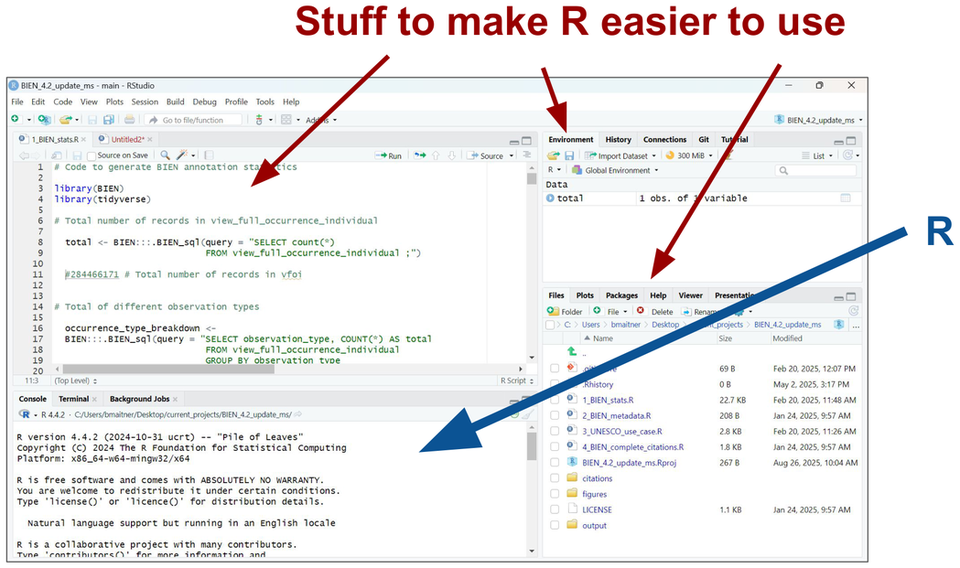 Stuff to make R easier to use
R
BIEN_4.2_update_ms - main - RStudio
File Edit Code View Plots Session Build Debug Profile Tools Help
Go to file/function
BIEN_4.2_update_ms
1_BIEN_stats.R
Untitled2*
Source on Save
Run
Source
1 # Code to generate BIEN annotation statistics
2
3 library(BIEN)
4 library(tidyverse)
5
6 # Total number of records in view_full_occurrence_individual
7
8 total <- BIEN:::.BIEN_sql(query = "SELECT count(*)
9 FROM view_full_occurrence_individual ;")
10
11 #284466171 # Total number of records in vfoi
12
13
14 # Total of different observation types
15
16 occurrence_type_breakdown <-
17 BIEN:::.BIEN_sql(query = "SELECT observation_type, COUNT(*) AS total
18 FROM view_full_occurrence_individual
19 GROUP BY observation_type
20
11:3 (Top Level) R Script
Console Terminal Background Jobs
R 4.4.2 · C:/Users/bmaitner/Desktop/current_projects/BIEN_4.2_update_ms/
R version 4.4.2 (2024-10-31 ucrt) -- "Pile of Leaves"
Copyright (C) 2024 The R Foundation for Statistical Computing
Platform: x86_64-w64-mingw32/x64
R is free software and comes with ABSOLUTELY NO WARRANTY.
You are welcome to redistribute it under certain conditions.
Type 'license()' or 'licence()' for distribution details.
Natural language support but running in an English locale
R is a collaborative project with many contributors.
Type 'contributors()' for more information and
Environment History Connections Git Tutorial
Import Dataset 300 MiB List
R Global Environment
Data
total 1 obs. of 1 variable
Files Plots Packages Help Viewer Presentation
Folder File Delete Rename
C: Users bmaitner Desktop BIEN_4.2_update_ms
Name Size Modified
..
69 B Feb 20, 2025, 12:07 PM
.Rhistory 0 B May 2, 2025, 3:17 PM
1_BIEN_stats.R 22.7 KB Feb 20, 2025, 11:48 AM
2_BIEN_metadata.R 208 B Jan 24, 2025, 9:57 AM
3_UNESCO_use_case.R 2.8 KB Feb 20, 2025, 11:26 AM
4_BIEN_complete_citations.R 1.8 KB Jan 24, 2025, 9:57 AM
BIEN_4.2_update_ms.Rproj 267 B Aug 26, 2025, 10:04 AM
citations
figures
LICENSE 1.1 KB Jan 24, 2025, 9:57 AM
output